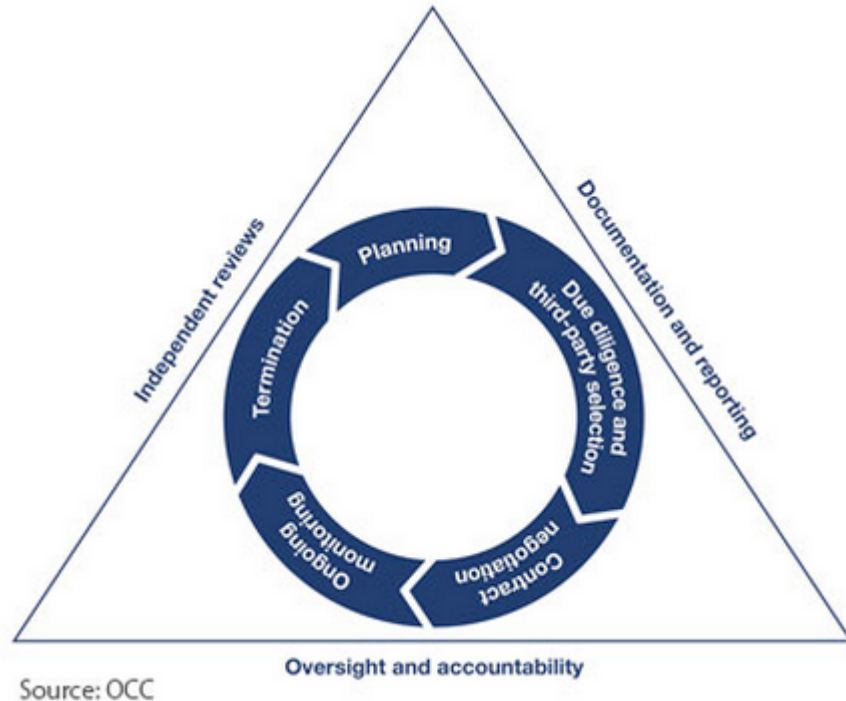 Independent reviews
Documentation and reporting
Planning
Due diligence and
third-party selection
Contract
negotiation
Ongoing
monitoring
Termination
Oversight and accountability
Source: OCC